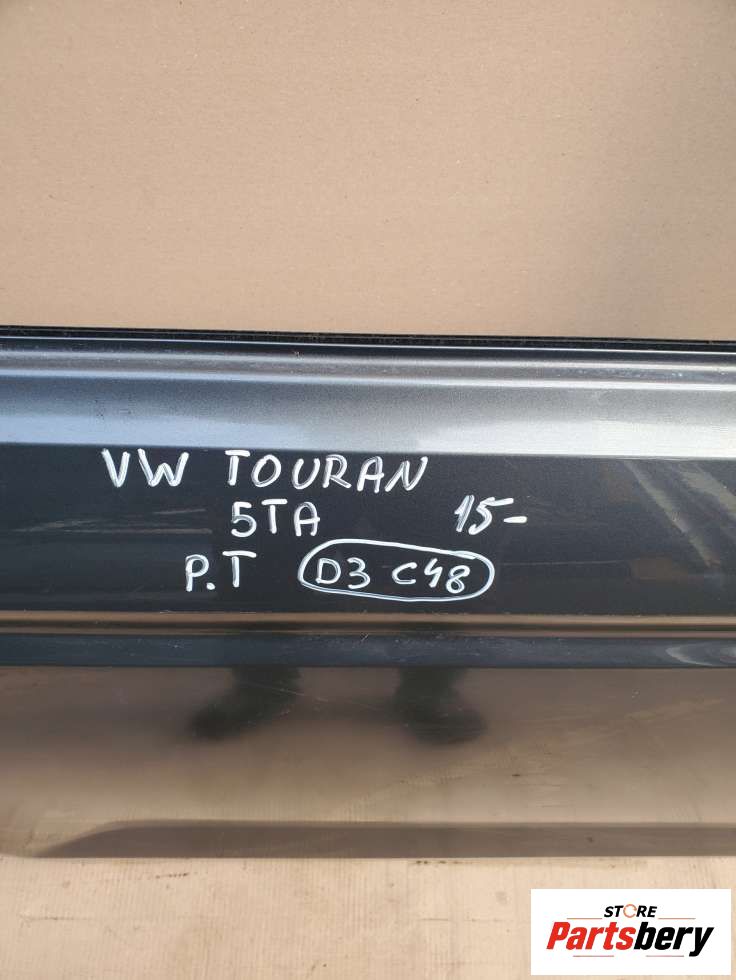 VW TOURAN
5TA 15-
P.T D3 C48
STORE
Partsbery